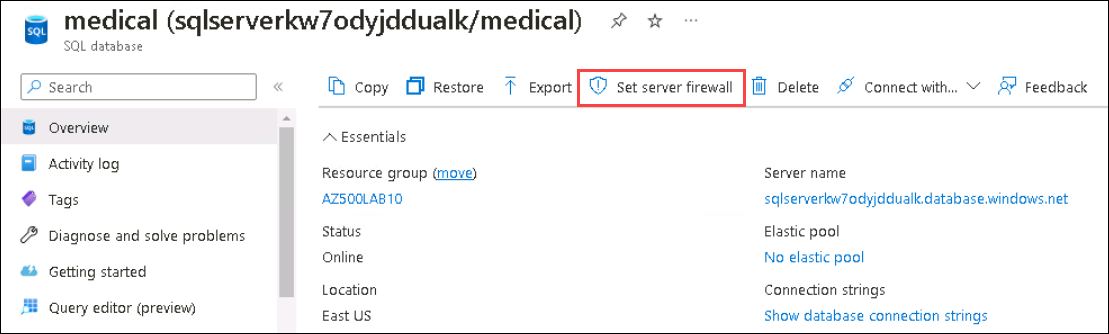 medical (sqlserverkw7odyjddualk/medical) ...
SQL
SQL database
Search «
Copy Restore Export Set server firewall Delete Connect with... Feedback
Overview
Activity log
Tags
Diagnose and solve problems
Getting started
Query editor (preview)
Essentials
Resource group (move)
AZ500LAB10
Status
Online
Location
East US
Server name
sqlserverkw7odyjddualk.database.windows.net
Elastic pool
No elastic pool
Connection strings
Show database connection strings